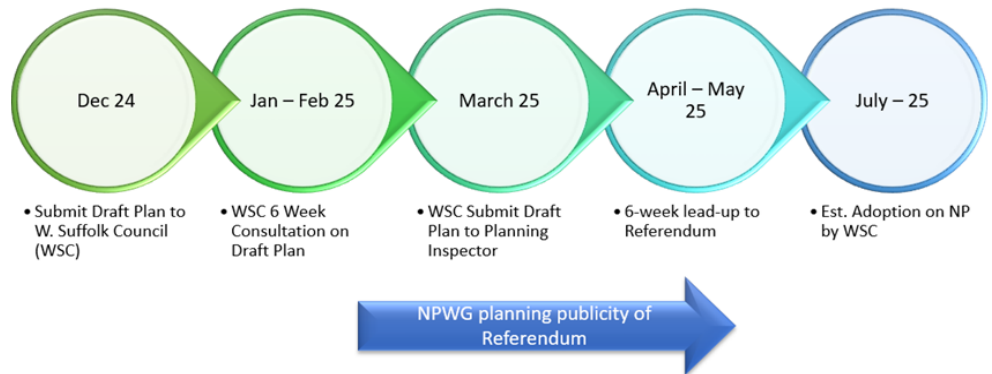 Dec 24
Jan – Feb 25
March 25
April – May
25
July – 25
• Submit Draft Plan to
W. Suffolk Council
(WSC)
• WSC 6 Week
Consultation on
Draft Plan
• WSC Submit Draft
Plan to Planning
Inspector
• 6-week lead-up to
Referendum
• Est. Adoption on NP
by WSC
NPWG planning publicity of
Referendum